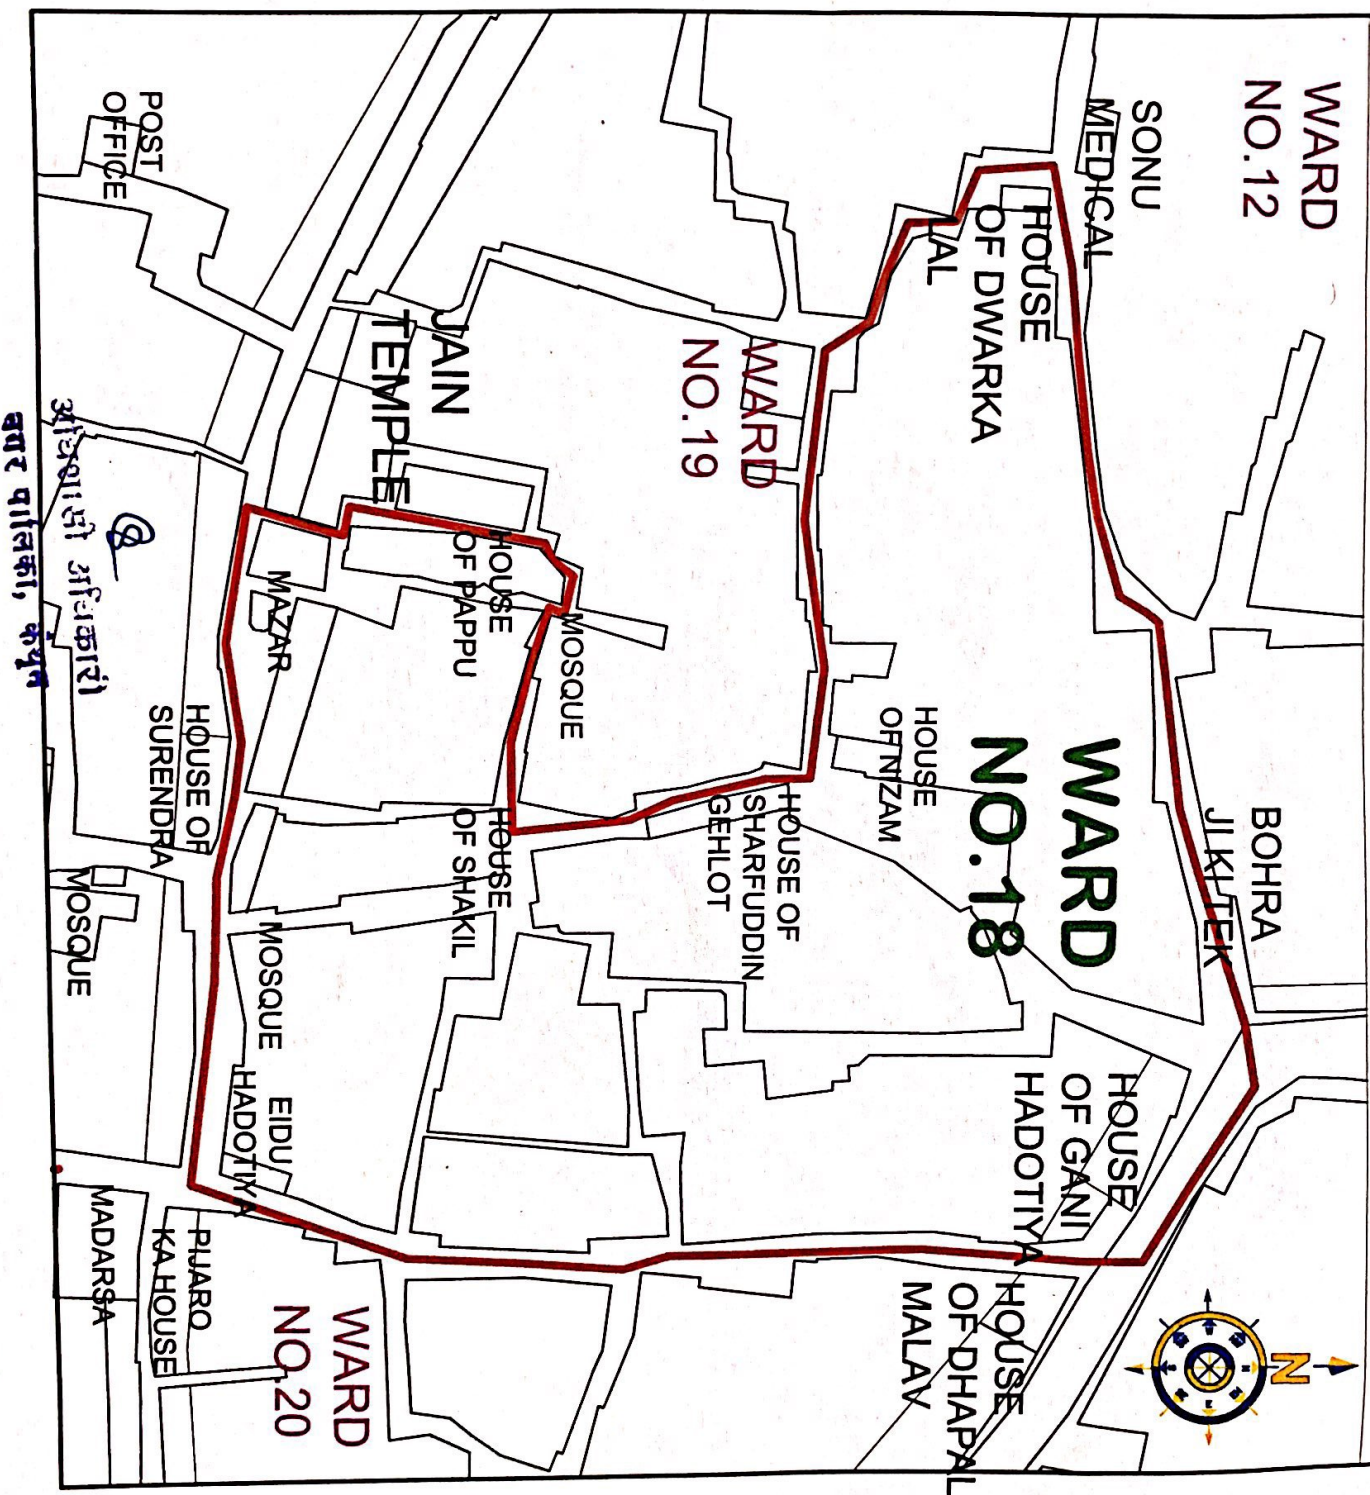 WARD
NO.12
SONU
MEDICAL
HOUSE
OF DWARKA
LAL
BOHRA
JI KI TEK
WARD
NO.18
HOUSE
OF NIZAM
WARD
NO.19
HOUSE OF
SHARFUDDIN
GEHLOT
HOUSE
OF GANI
HADOTIYA
HOUSE
OF DHAPAL
MALAV
N
JAIN
TEMPLE
HOUSE
OF PAPPU
MOSQUE
HOUSE
OF SHAKIL
POST
OFFICE
MAZAR
HOUSE OF
SURENDRA
MOSQUE
MOSQUE
EIDU
HADOTIYA
WARD
NO.20
PIJARO
KA HOUSE
MADARSA
अधिशाषी अधिकारी
नगर पालिका,